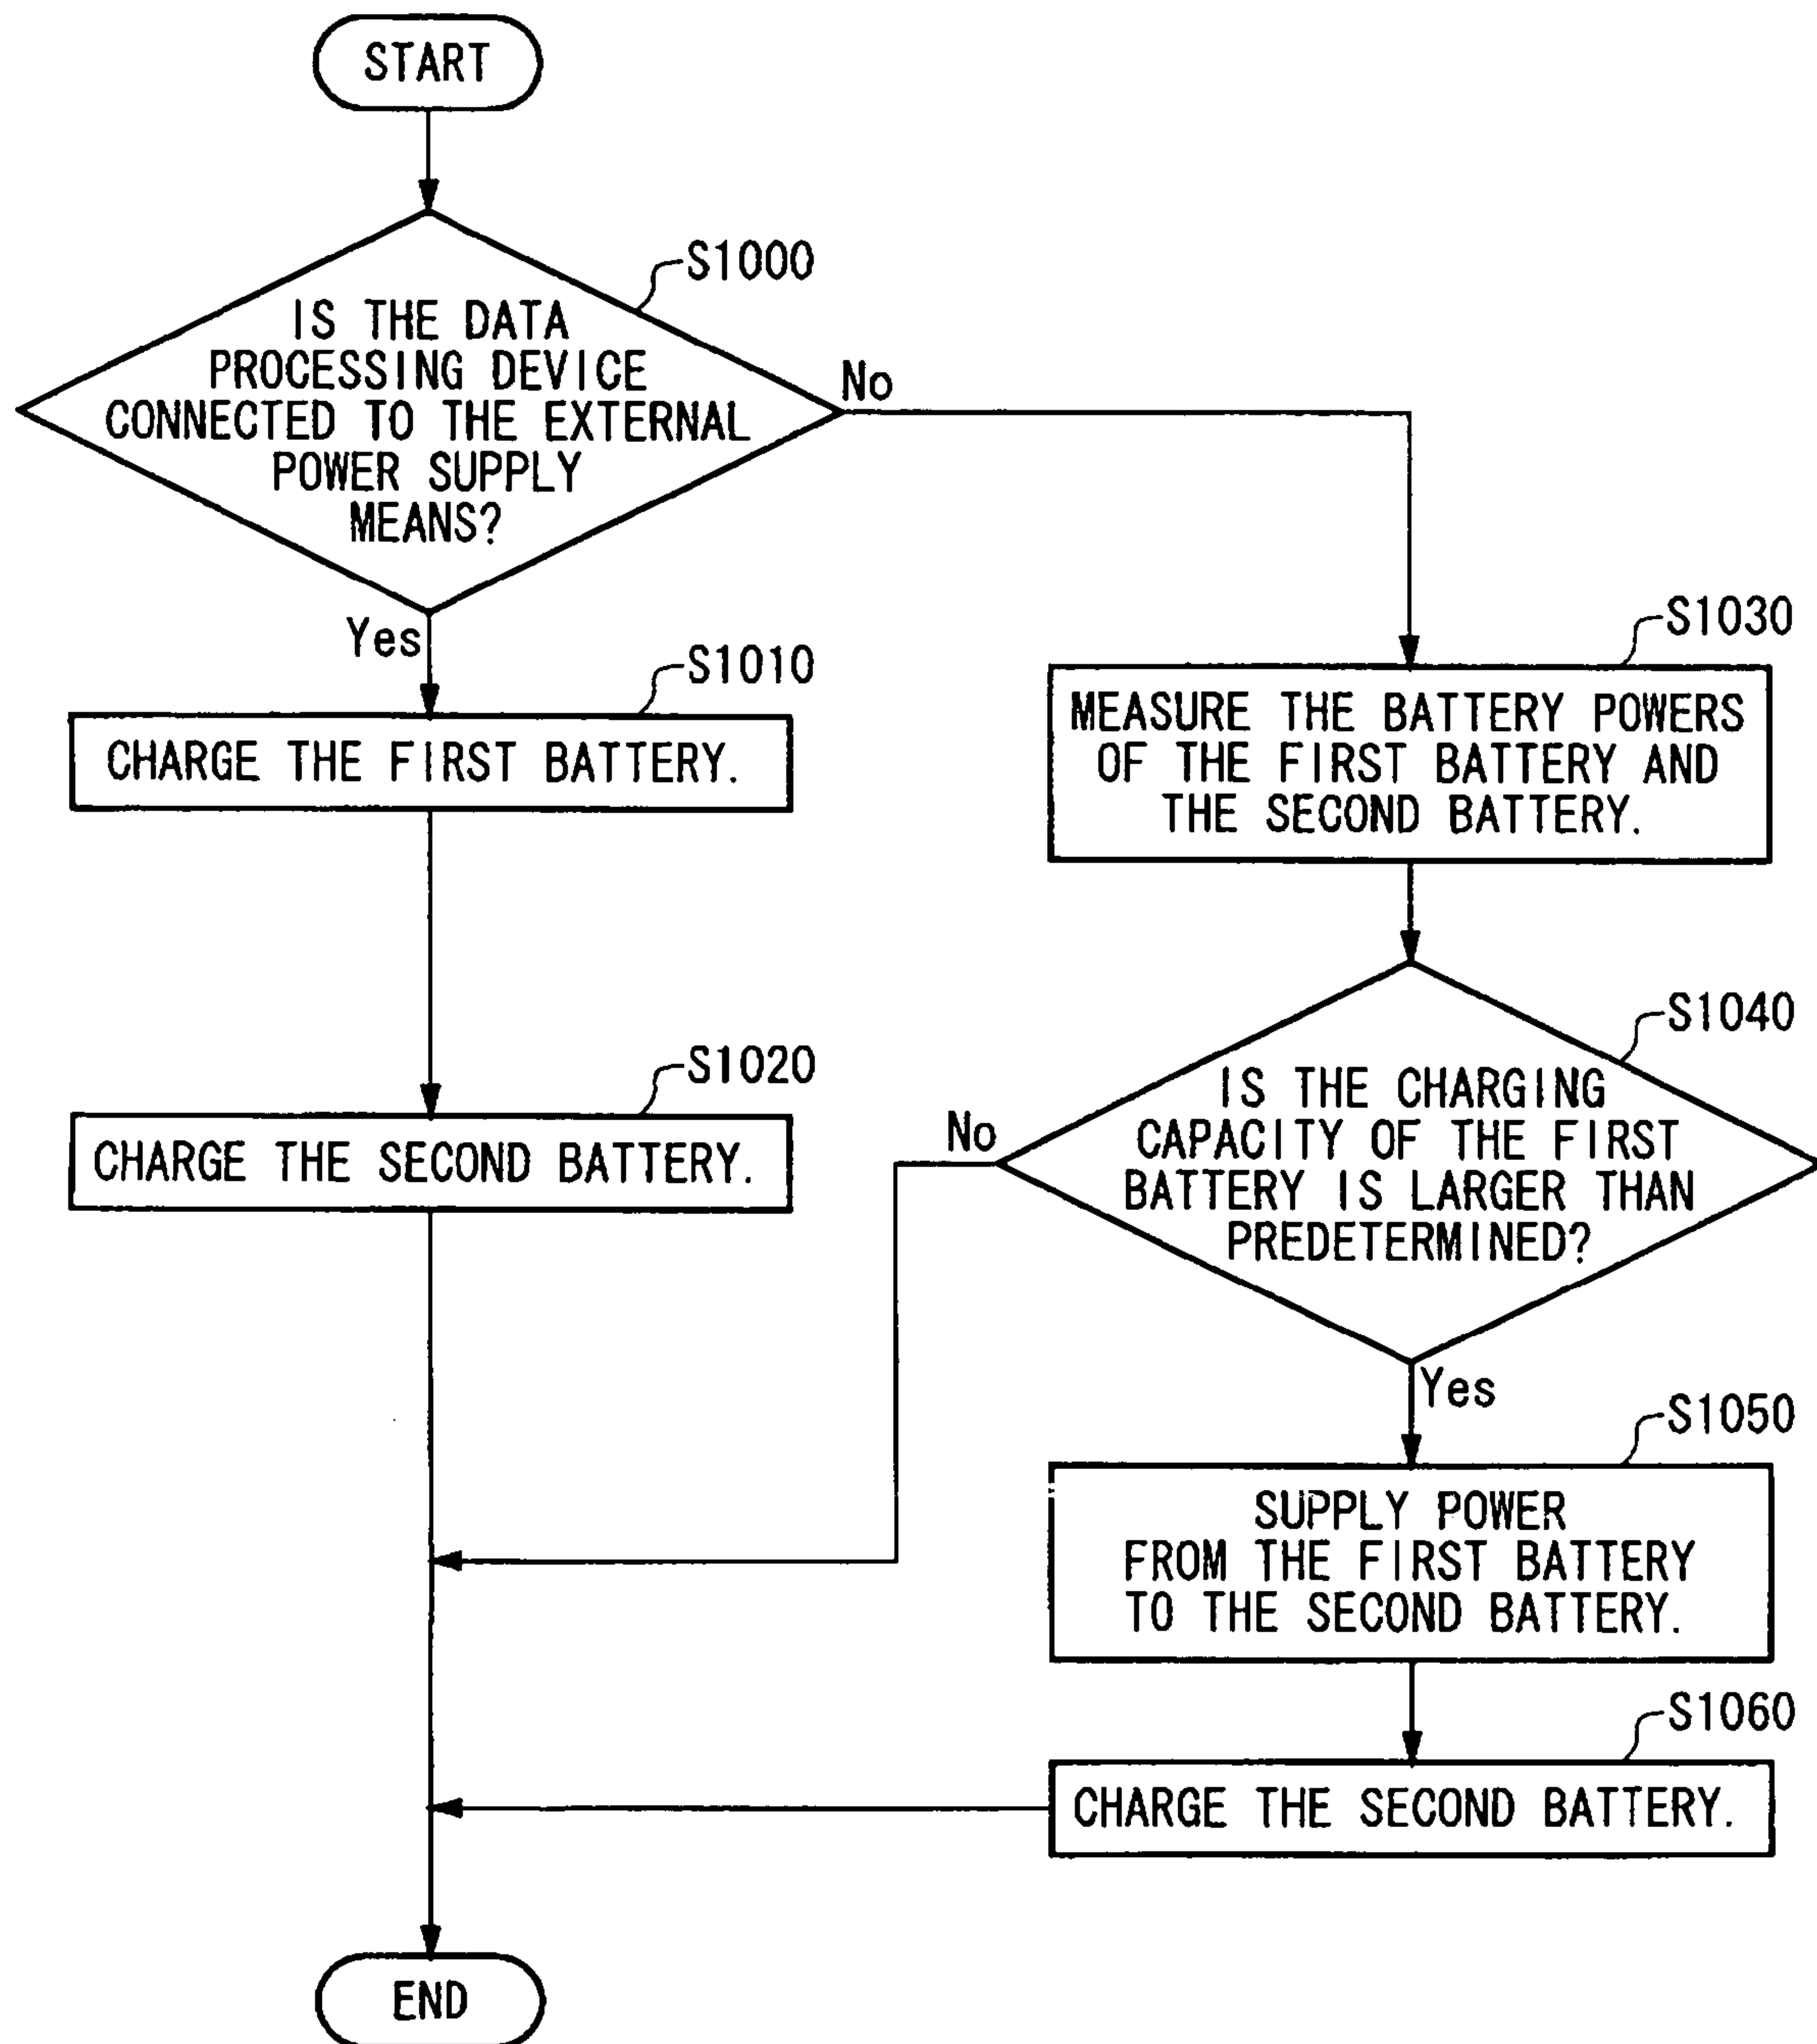 START
S1000
IS THE DATA
PROCESSING DEVICE
CONNECTED TO THE EXTERNAL
POWER SUPPLY
MEANS?
No
Yes
S1010
CHARGE THE FIRST BATTERY.
S1020
CHARGE THE SECOND BATTERY.
S1030
MEASURE THE BATTERY POWERS
OF THE FIRST BATTERY AND
THE SECOND BATTERY.
S1040
IS THE CHARGING
CAPACITY OF THE FIRST
BATTERY IS LARGER THAN
PREDETERMINED?
No
Yes
S1050
SUPPLY POWER
FROM THE FIRST BATTERY
TO THE SECOND BATTERY.
S1060
CHARGE THE SECOND BATTERY.
END